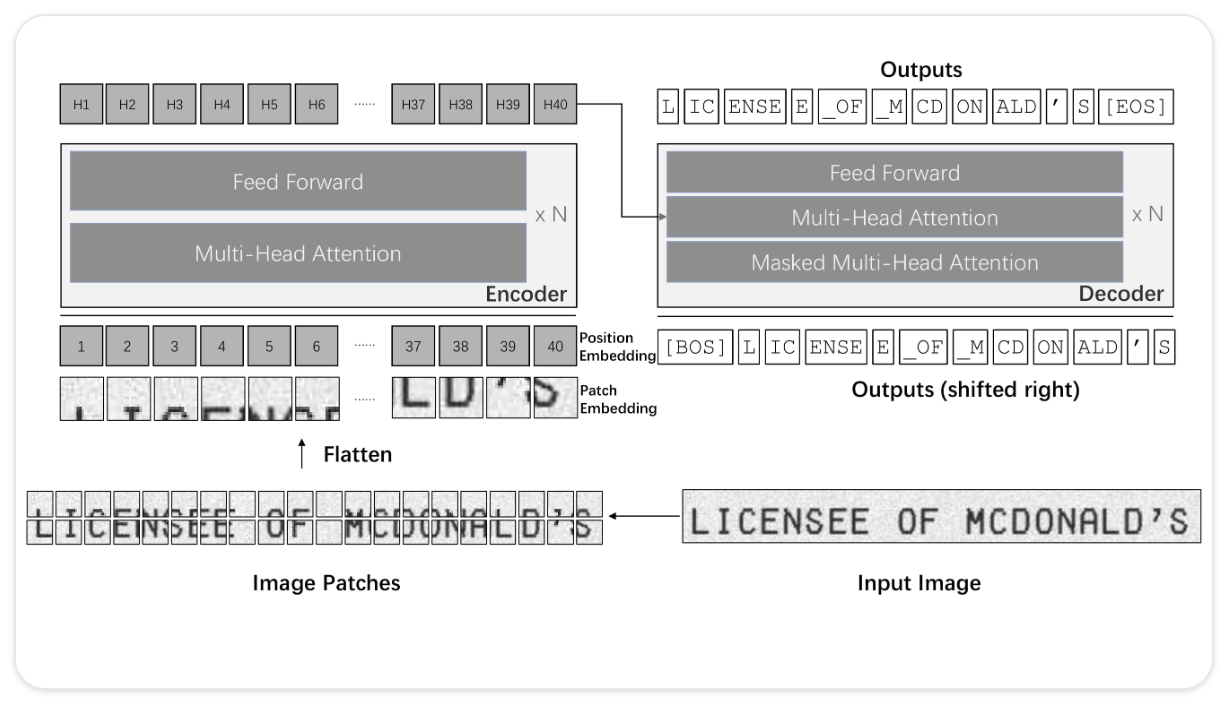 Outputs
H1 H2 H3 H4 H5 H6 ...... H37 H38 H39 H40
L IC ENSE E _OF _M CD ON ALD ’ S [EOS]
Feed Forward
Multi-Head Attention
x N
Encoder
Feed Forward
Multi-Head Attention
Masked Multi-Head Attention
x N
Decoder
1 2 3 4 5 6 ...... 37 38 39 40
Position
Embedding
[BOS] L IC ENSE E _OF _M CD ON ALD ’ S
LICENSE ...... LD’S
Patch
Embedding
Outputs (shifted right)
Flatten
LICENSEE OF MCDONALD’S
LICENSEE OF MCDONALD’S
Image Patches
Input Image